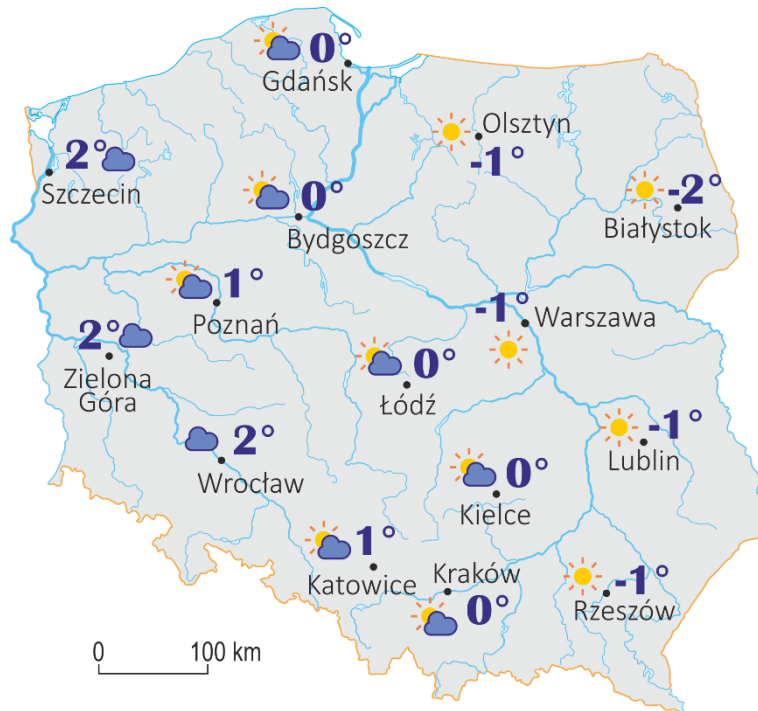 0°
Gdańsk
Olsztyn
-1°
2°
Szczecin
-2°
Białystok
0°
Bydgoszcz
1°
Poznań
-1°
Warszawa
2°
Zielona
Góra
0°
Łódź
2°
Wrocław
-1°
Lublin
0°
Kielce
1°
Katowice
Kraków
0°
-1°
Rzeszów
0 100 km